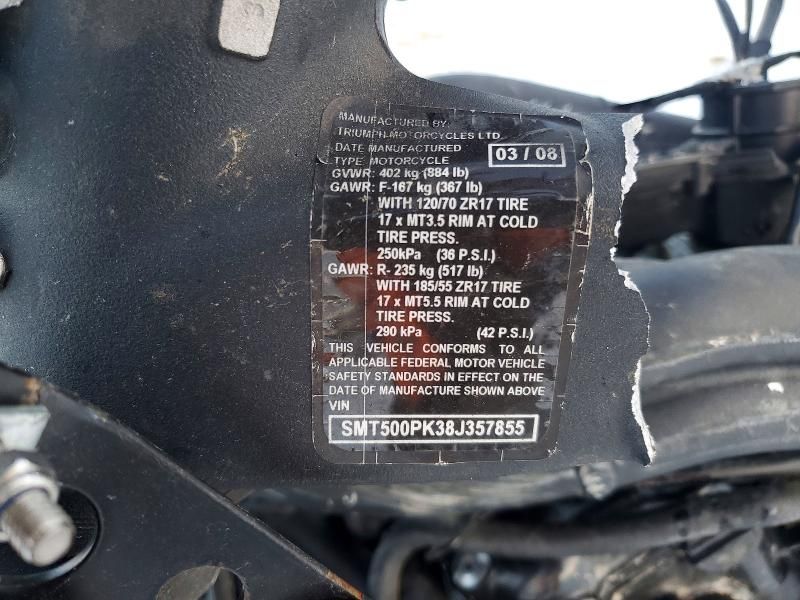 3
MANUFACTURED BY:
TRIUMPH MOTORCYCLES LTD.
DATE MANUFACTURED 03 / 08
TYPE: MOTORCYCLE
GVWR: 402 kg (884 lb)
GAWR: F-167 kg (367 lb)
WITH 120/70 ZR17 TIRE
17 x MT3.5 RIM AT COLD
TIRE PRESS.
250kPa (36 P.S.I.)
GAWR: R- 235 kg (517 lb)
WITH 185/55 ZR17 TIRE
17 x MT5.5 RIM AT COLD
TIRE PRESS.
290 kPa (42 P.S.I.)
THIS VEHICLE CONFORMS TO ALL
APPLICABLE FEDERAL MOTOR VEHICLE
SAFETY STANDARDS IN EFFECT ON THE
DATE OF MANUFACTURE SHOWN ABOVE
VIN
SMT500PK38J357855